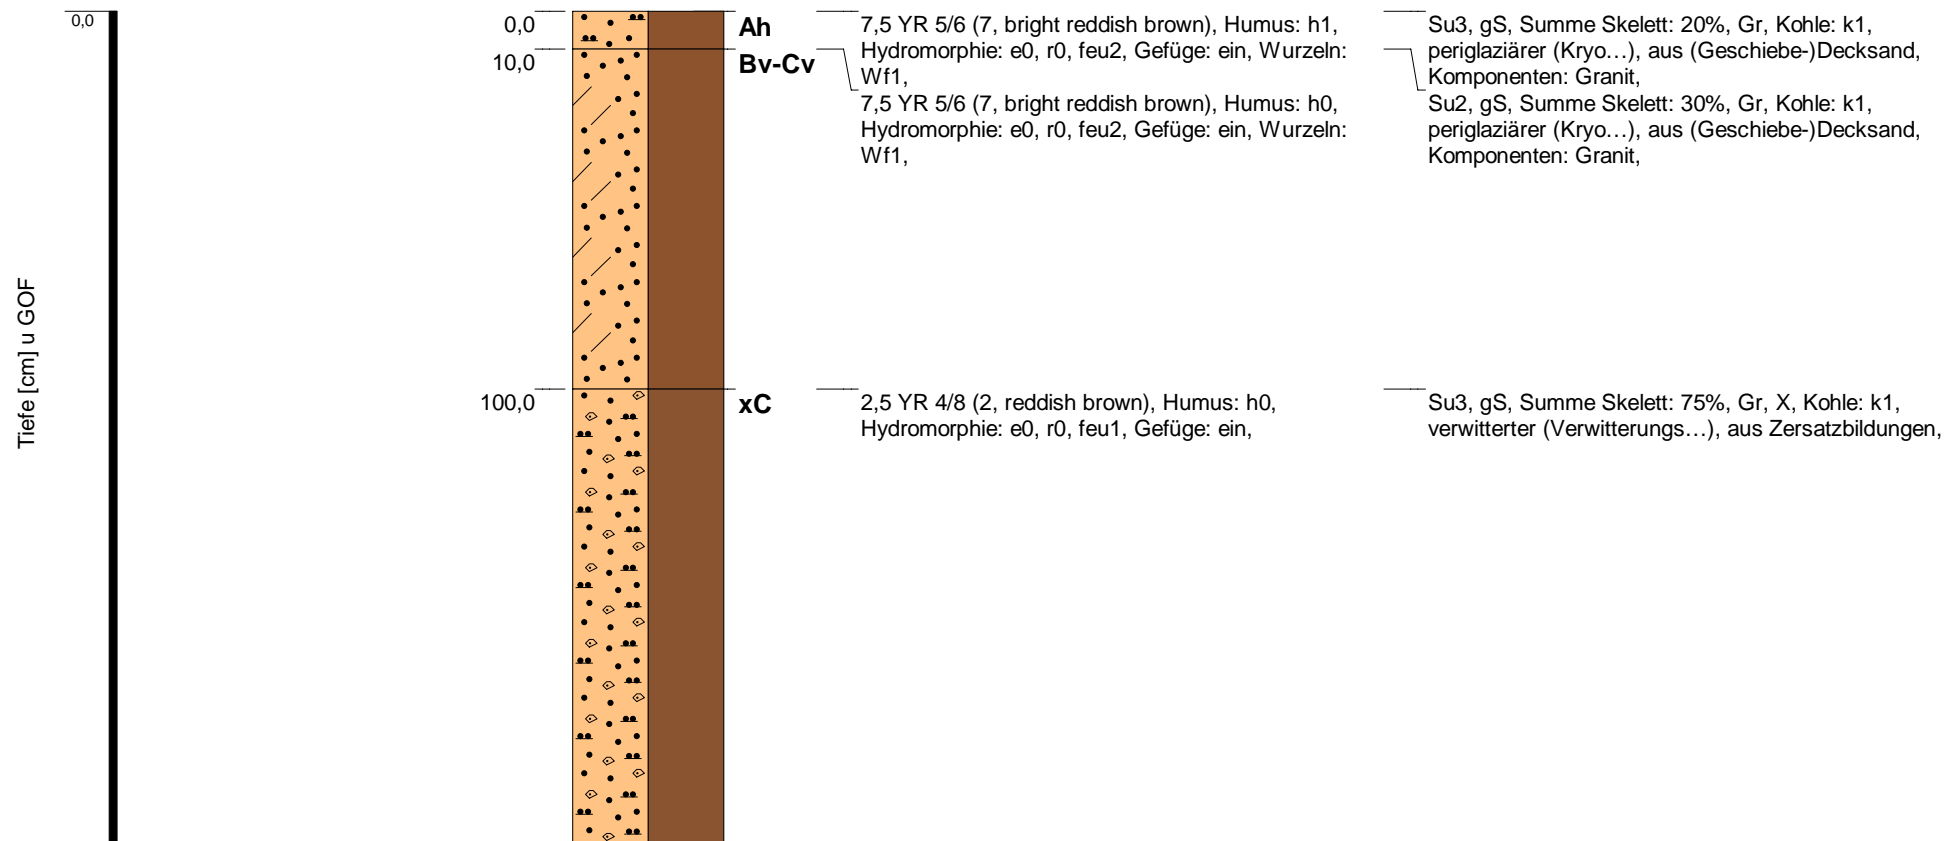 0,0
Tiefe [cm] u GOF
0,0
10,0
100,0
Ah
Bv-Cv
xC
7,5 YR 5/6 (7, bright reddish brown), Humus: h1,
Hydromorphie: e0, r0, feu2, Gefüge: ein, Wurzeln:
Wf1,
7,5 YR 5/6 (7, bright reddish brown), Humus: h0,
Hydromorphie: e0, r0, feu2, Gefüge: ein, Wurzeln:
Wf1,
2,5 YR 4/8 (2, reddish brown), Humus: h0,
Hydromorphie: e0, r0, feu1, Gefüge: ein,
Su3, gS, Summe Skelett: 20%, Gr, Kohle: k1,
periglaziärer (Kryo…), aus (Geschiebe-)Decksand,
Komponenten: Granit,
Su2, gS, Summe Skelett: 30%, Gr, Kohle: k1,
periglaziärer (Kryo…), aus (Geschiebe-)Decksand,
Komponenten: Granit,
Su3, gS, Summe Skelett: 75%, Gr, X, Kohle: k1,
verwitterter (Verwitterungs…), aus Zersatzbildungen,